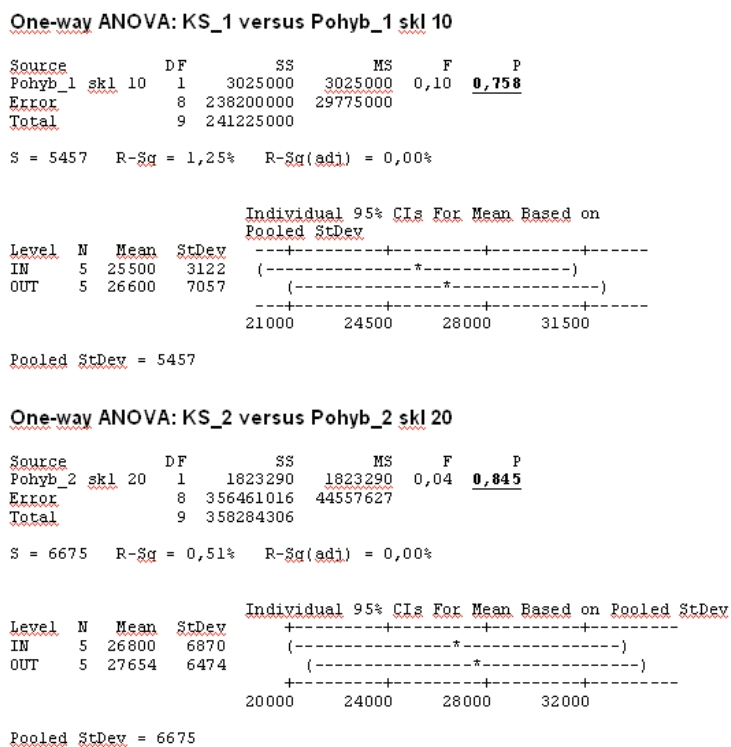 One-way ANOVA: KS_1 versus Pohyb_1 skl 10
Source DF SS MS F P
Pohyb_1 skl 10 1 3025000 3025000 0,10 0,758
Error 8 238200000 29775000
Total 9 241225000
S = 5457 R-Sq = 1,25% R-Sq(adj) = 0,00%
Individual 95% CIs For Mean Based on
Pooled StDev
Level N Mean StDev ---+---------+---------+---------+------
IN 5 25500 3122 (---------------*---------------)
OUT 5 26600 7057 (---------------*---------------)
---+---------+---------+---------+------
21000 24500 28000 31500
Pooled StDev = 5457
One-way ANOVA: KS_2 versus Pohyb_2 skl 20
Source DF SS MS F P
Pohyb_2 skl 20 1 1823290 1823290 0,04 0,845
Error 8 356461016 44557627
Total 9 358284306
S = 6675 R-Sq = 0,51% R-Sq(adj) = 0,00%
Individual 95% CIs For Mean Based on Pooled StDev
Level N Mean StDev +---------+---------+---------+---------
IN 5 26800 6870 (----------------*----------------)
OUT 5 27654 6474 (----------------*----------------)
+---------+---------+---------+---------
20000 24000 28000 32000
Pooled StDev = 6675